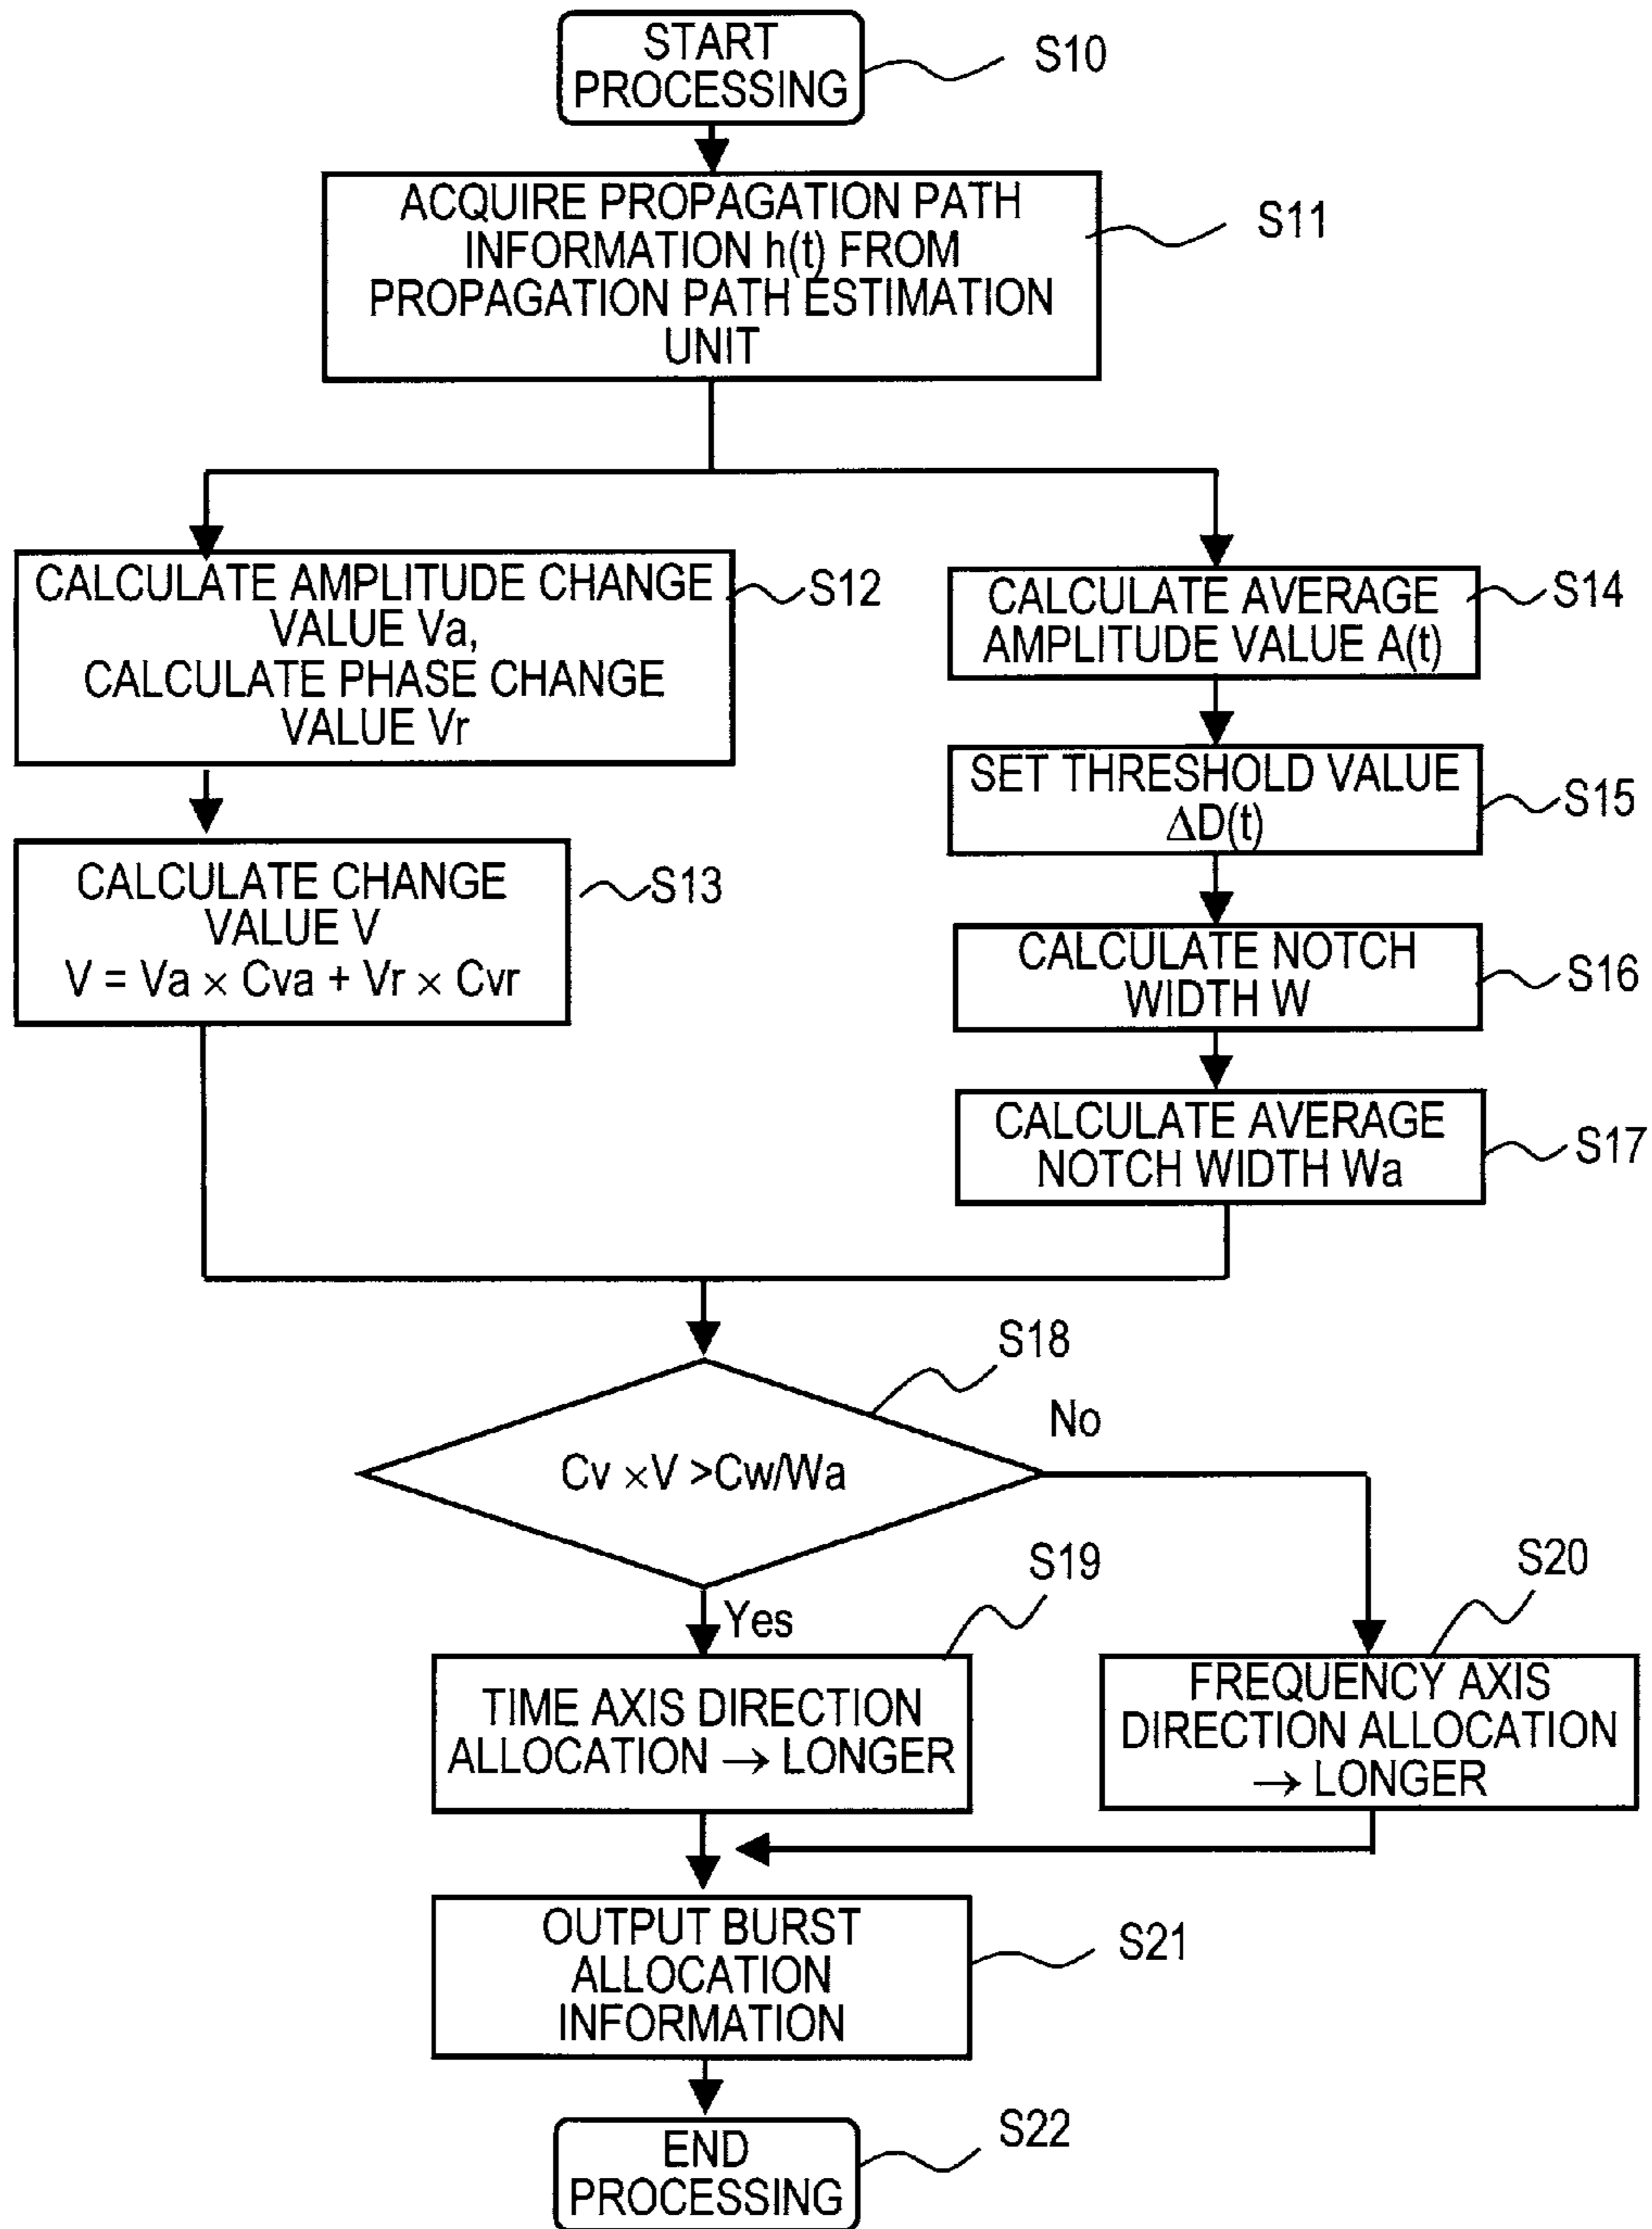 START
PROCESSING
S10
ACQUIRE PROPAGATION PATH
INFORMATION h(t) FROM
PROPAGATION PATH ESTIMATION
UNIT
S11
CALCULATE AMPLITUDE CHANGE
VALUE Va,
CALCULATE PHASE CHANGE
VALUE Vr
S12
CALCULATE CHANGE
VALUE V
V = Va × Cva + Vr × Cvr
S13
CALCULATE AVERAGE
AMPLITUDE VALUE A(t)
S14
SET THRESHOLD VALUE
ΔD(t)
S15
CALCULATE NOTCH
WIDTH W
S16
CALCULATE AVERAGE
NOTCH WIDTH Wa
S17
Cv ×V >Cw/Wa
S18
No
Yes
TIME AXIS DIRECTION
ALLOCATION → LONGER
S19
FREQUENCY AXIS
DIRECTION ALLOCATION
→ LONGER
S20
OUTPUT BURST
ALLOCATION
INFORMATION
S21
END
PROCESSING
S22